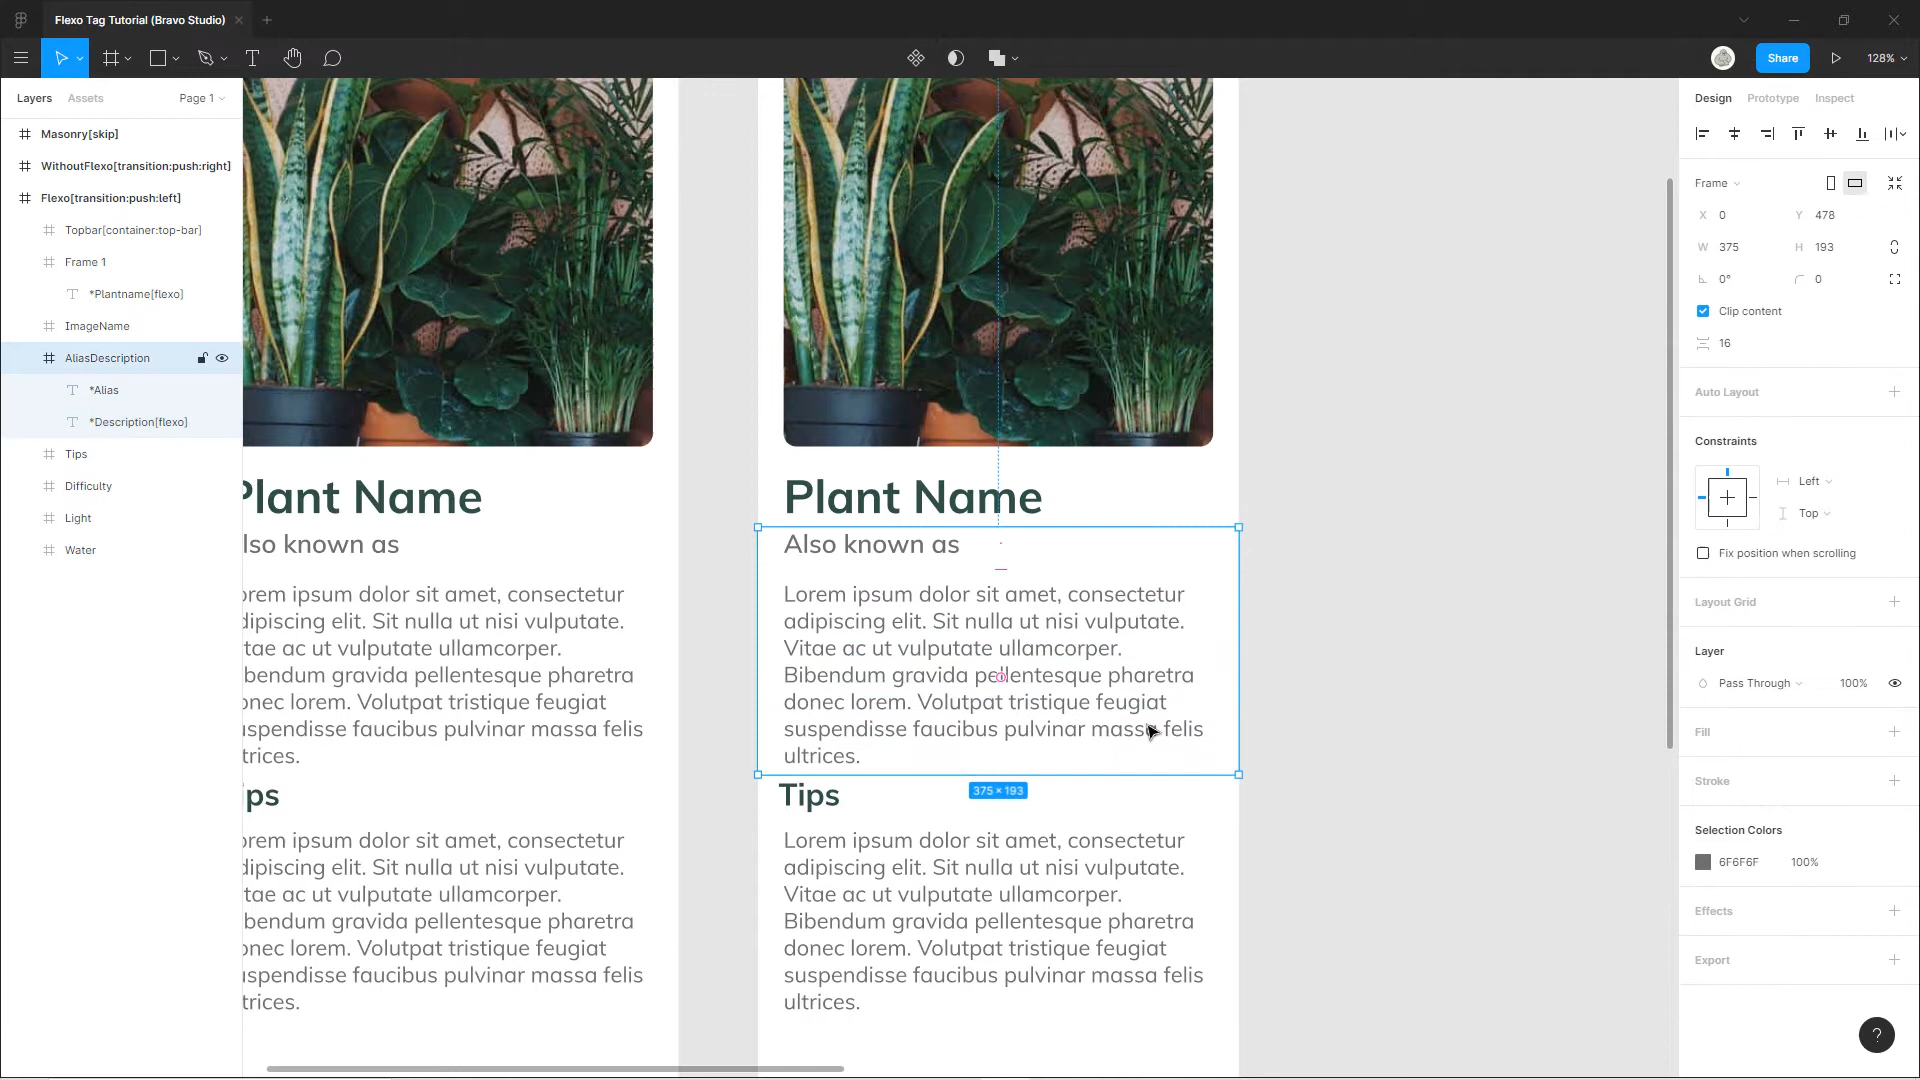 Flexo Tag Tutorial (Bravo Studio)
Share
128%
Layers
Assets
Page 1
Masonry[skip]
WithoutFlexo[transition:push:right]
Flexo[transition:push:left]
Topbar[container:top-bar]
Frame 1
*Plantname[flexo]
ImageName
AliasDescription
*Alias
*Description[flexo]
Tips
Difficulty
Light
Water
Plant Name
lso known as
orem ipsum dolor sit amet, consectetur
dipiscing elit. Sit nulla ut nisi vulputate.
tae ac ut vulputate ullamcorper.
bendum gravida pellentesque pharetra
onec lorem. Volutpat tristique feugiat
uspendisse faucibus pulvinar massa felis
trices.
ips
orem ipsum dolor sit amet, consectetur
dipiscing elit. Sit nulla ut nisi vulputate.
tae ac ut vulputate ullamcorper.
bendum gravida pellentesque pharetra
onec lorem. Volutpat tristique feugiat
uspendisse faucibus pulvinar massa felis
trices.
Plant Name
Also known as
Lorem ipsum dolor sit amet, consectetur
adipiscing elit. Sit nulla ut nisi vulputate.
Vitae ac ut vulputate ullamcorper.
Bibendum gravida pellentesque pharetra
donec lorem. Volutpat tristique feugiat
suspendisse faucibus pulvinar massa felis
ultrices.
375 × 193
Tips
Lorem ipsum dolor sit amet, consectetur
adipiscing elit. Sit nulla ut nisi vulputate.
Vitae ac ut vulputate ullamcorper.
Bibendum gravida pellentesque pharetra
donec lorem. Volutpat tristique feugiat
suspendisse faucibus pulvinar massa felis
ultrices.
Design
Prototype
Inspect
Frame
X 0 Y 478
W 375 H 193
0° 0
Clip content
16
Auto Layout
Constraints
Left
Top
Fix position when scrolling
Layout Grid
Layer
Pass Through 100%
Fill
Stroke
Selection Colors
6F6F6F 100%
Effects
Export
?